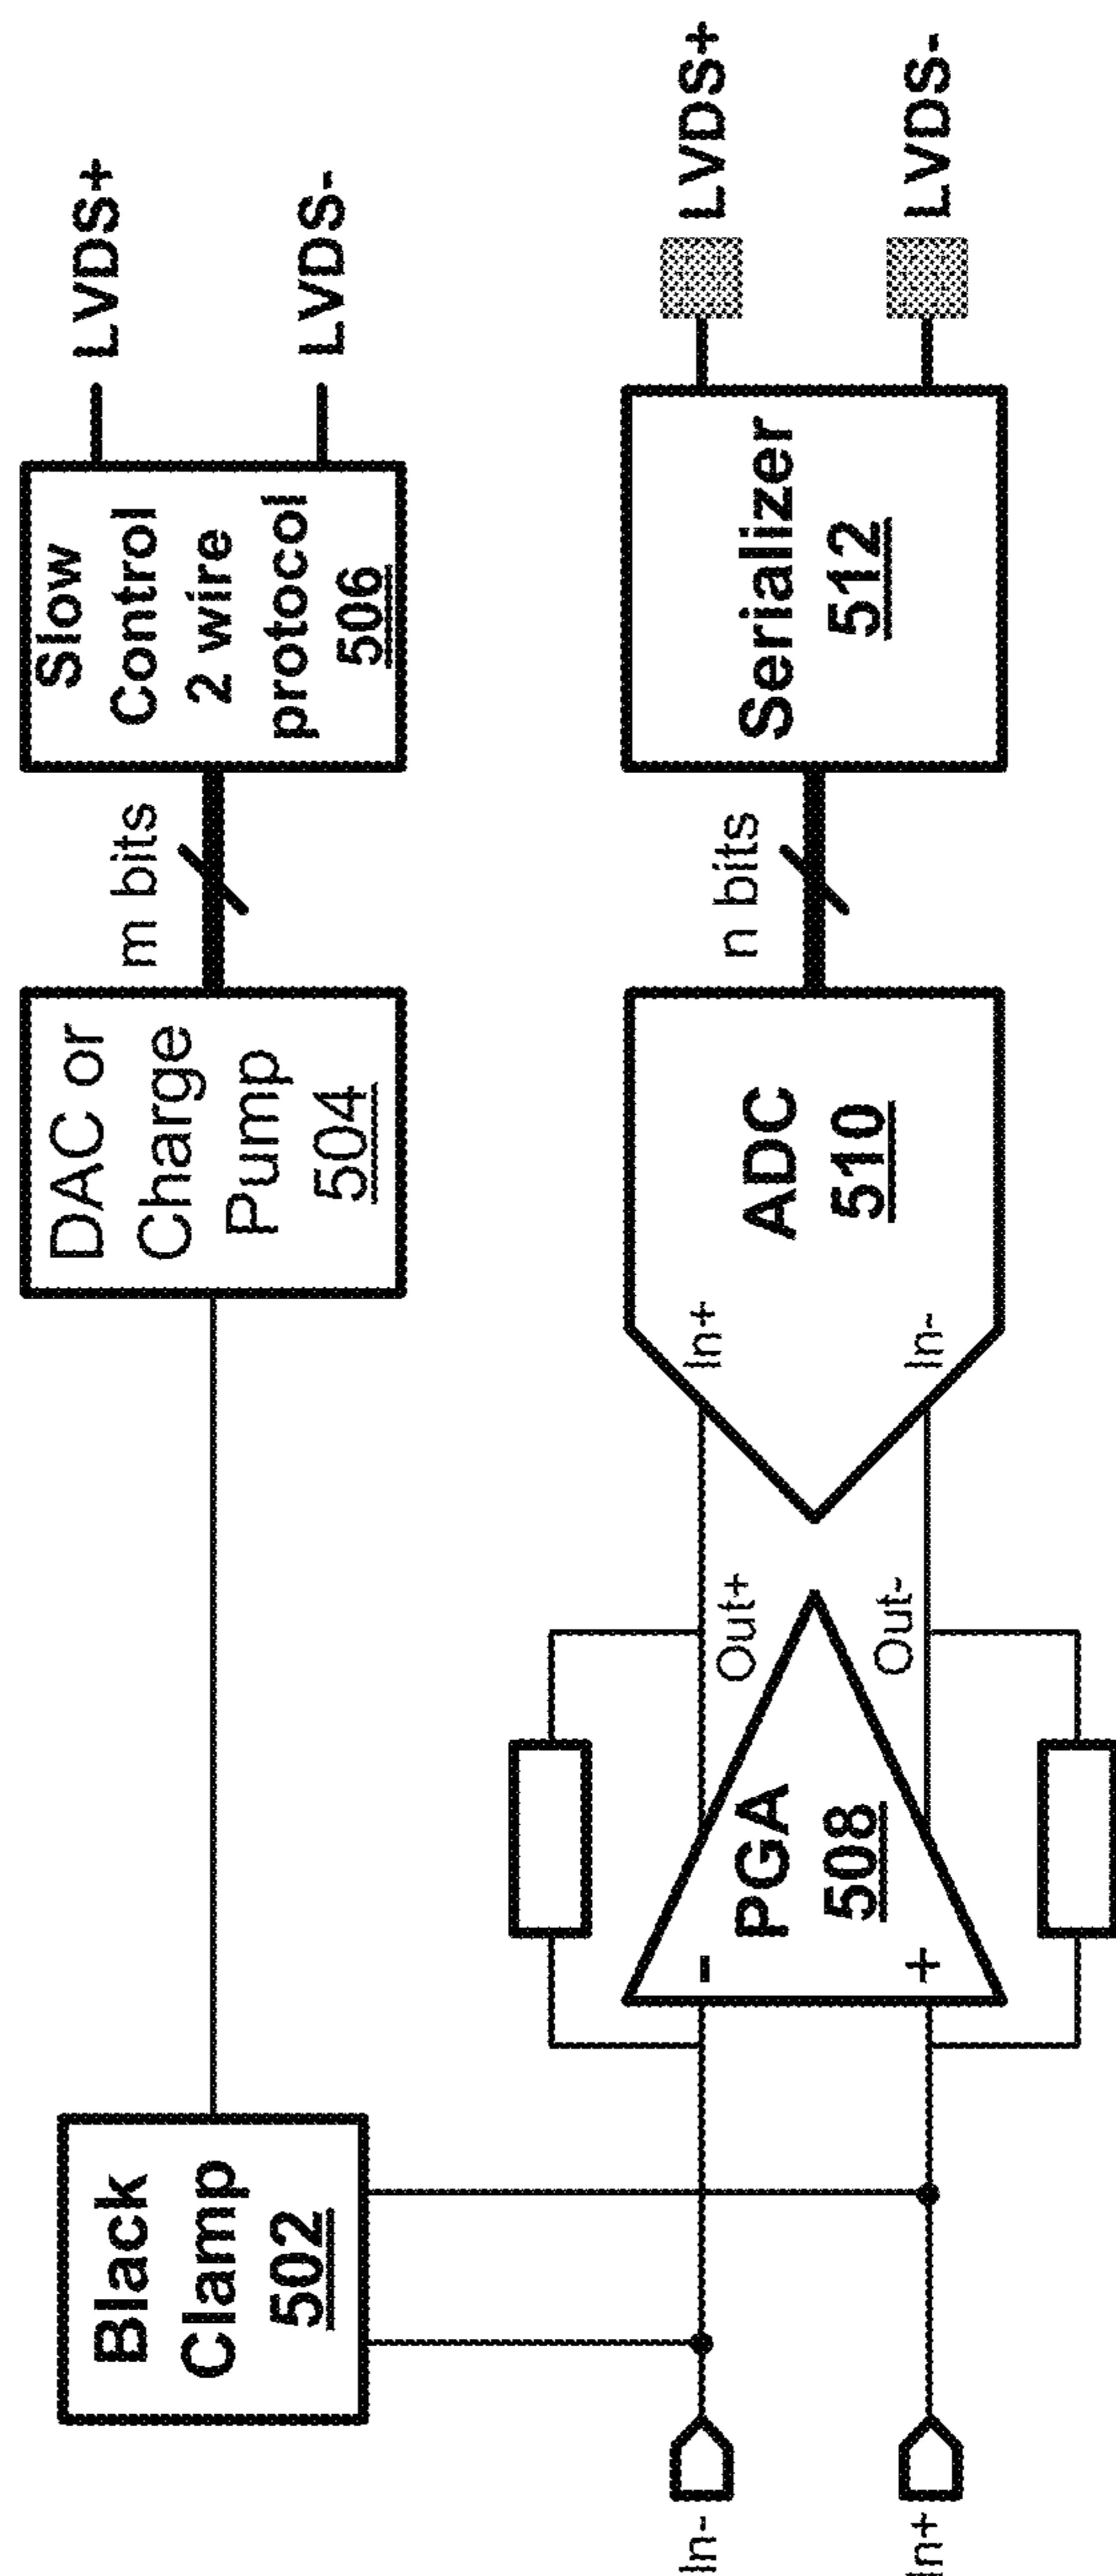 Black
Clamp
502
DAC or
Charge
Pump
504
m bits
Slow
Control
2 wire
protocol
506
LVDS+
LVDS-
In-
In+
-
+
PGA
508
Out+
Out-
In+
In-
ADC
510
n bits
Serializer
512
LVDS+
LVDS-